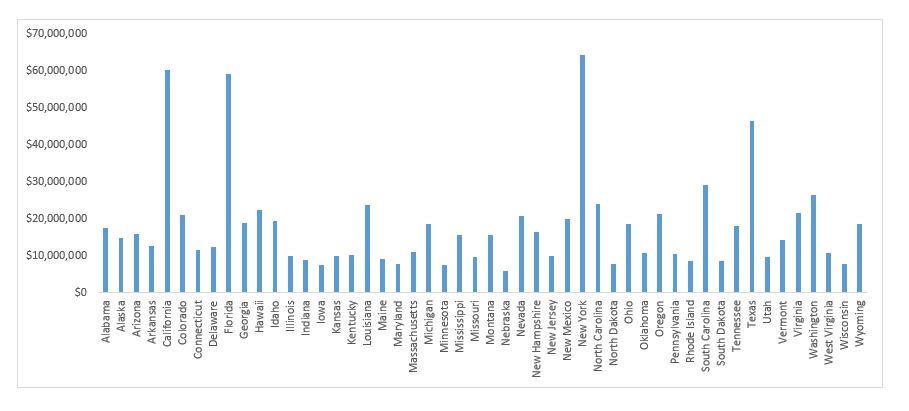 $70,000,000
$60,000,000
$50,000,000
$40,000,000
$30,000,000
$20,000,000
$10,000,000
$0
Alabama
Alaska
Arizona
Arkansas
California
Colorado
Connecticut
Delaware
Florida
Georgia
Hawaii
Idaho
Illinois
Indiana
Iowa
Kansas
Kentucky
Louisiana
Maine
Maryland
Massachusetts
Michigan
Minnesota
Mississippi
Missouri
Montana
Nebraska
Nevada
New Hampshire
New Jersey
New Mexico
New York
North Carolina
North Dakota
Ohio
Oklahoma
Oregon
Pennsylvania
Rhode Island
South Carolina
South Dakota
Tennessee
Texas
Utah
Vermont
Virginia
Washington
West Virginia
Wisconsin
Wyoming